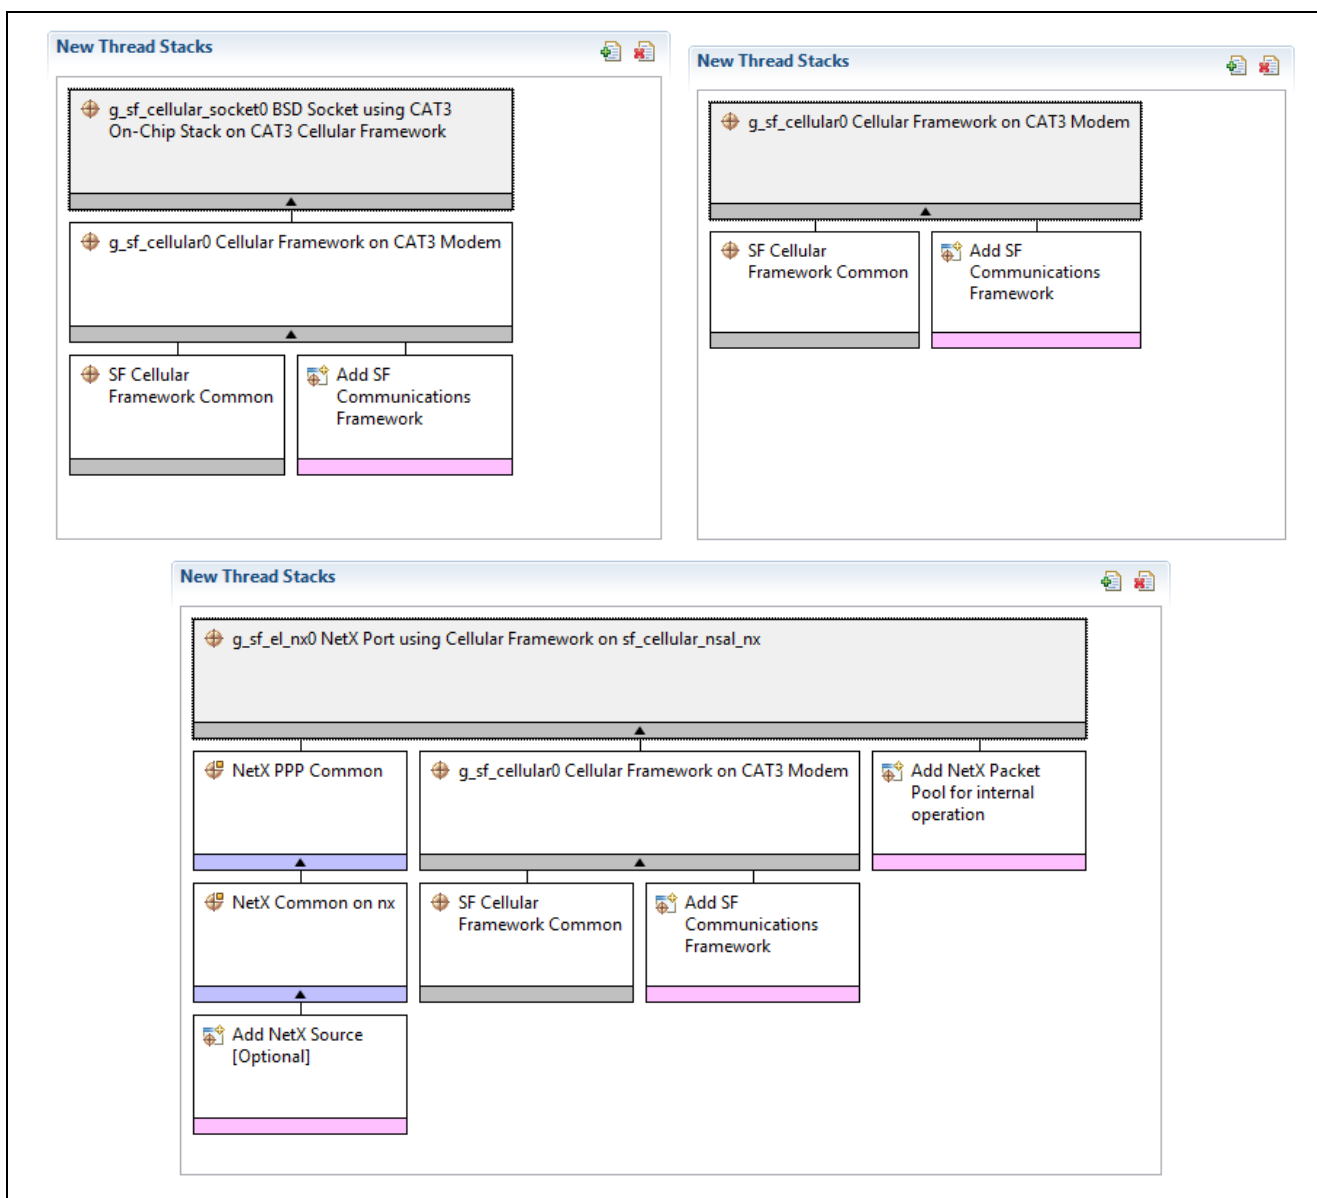 New Thread Stacks
g_sf_cellular_socket0 BSD Socket using CAT3
On-Chip Stack on CAT3 Cellular Framework
g_sf_cellular0 Cellular Framework on CAT3 Modem
SF Cellular
Framework Common
Add SF
Communications
Framework
New Thread Stacks
g_sf_cellular0 Cellular Framework on CAT3 Modem
SF Cellular
Framework Common
Add SF
Communications
Framework
New Thread Stacks
g_sf_el_nx0 NetX Port using Cellular Framework on sf_cellular_nsal_nx
NetX PPP Common
g_sf_cellular0 Cellular Framework on CAT3 Modem
Add NetX Packet
Pool for internal
operation
NetX Common on nx
SF Cellular
Framework Common
Add SF
Communications
Framework
Add NetX Source
[Optional]